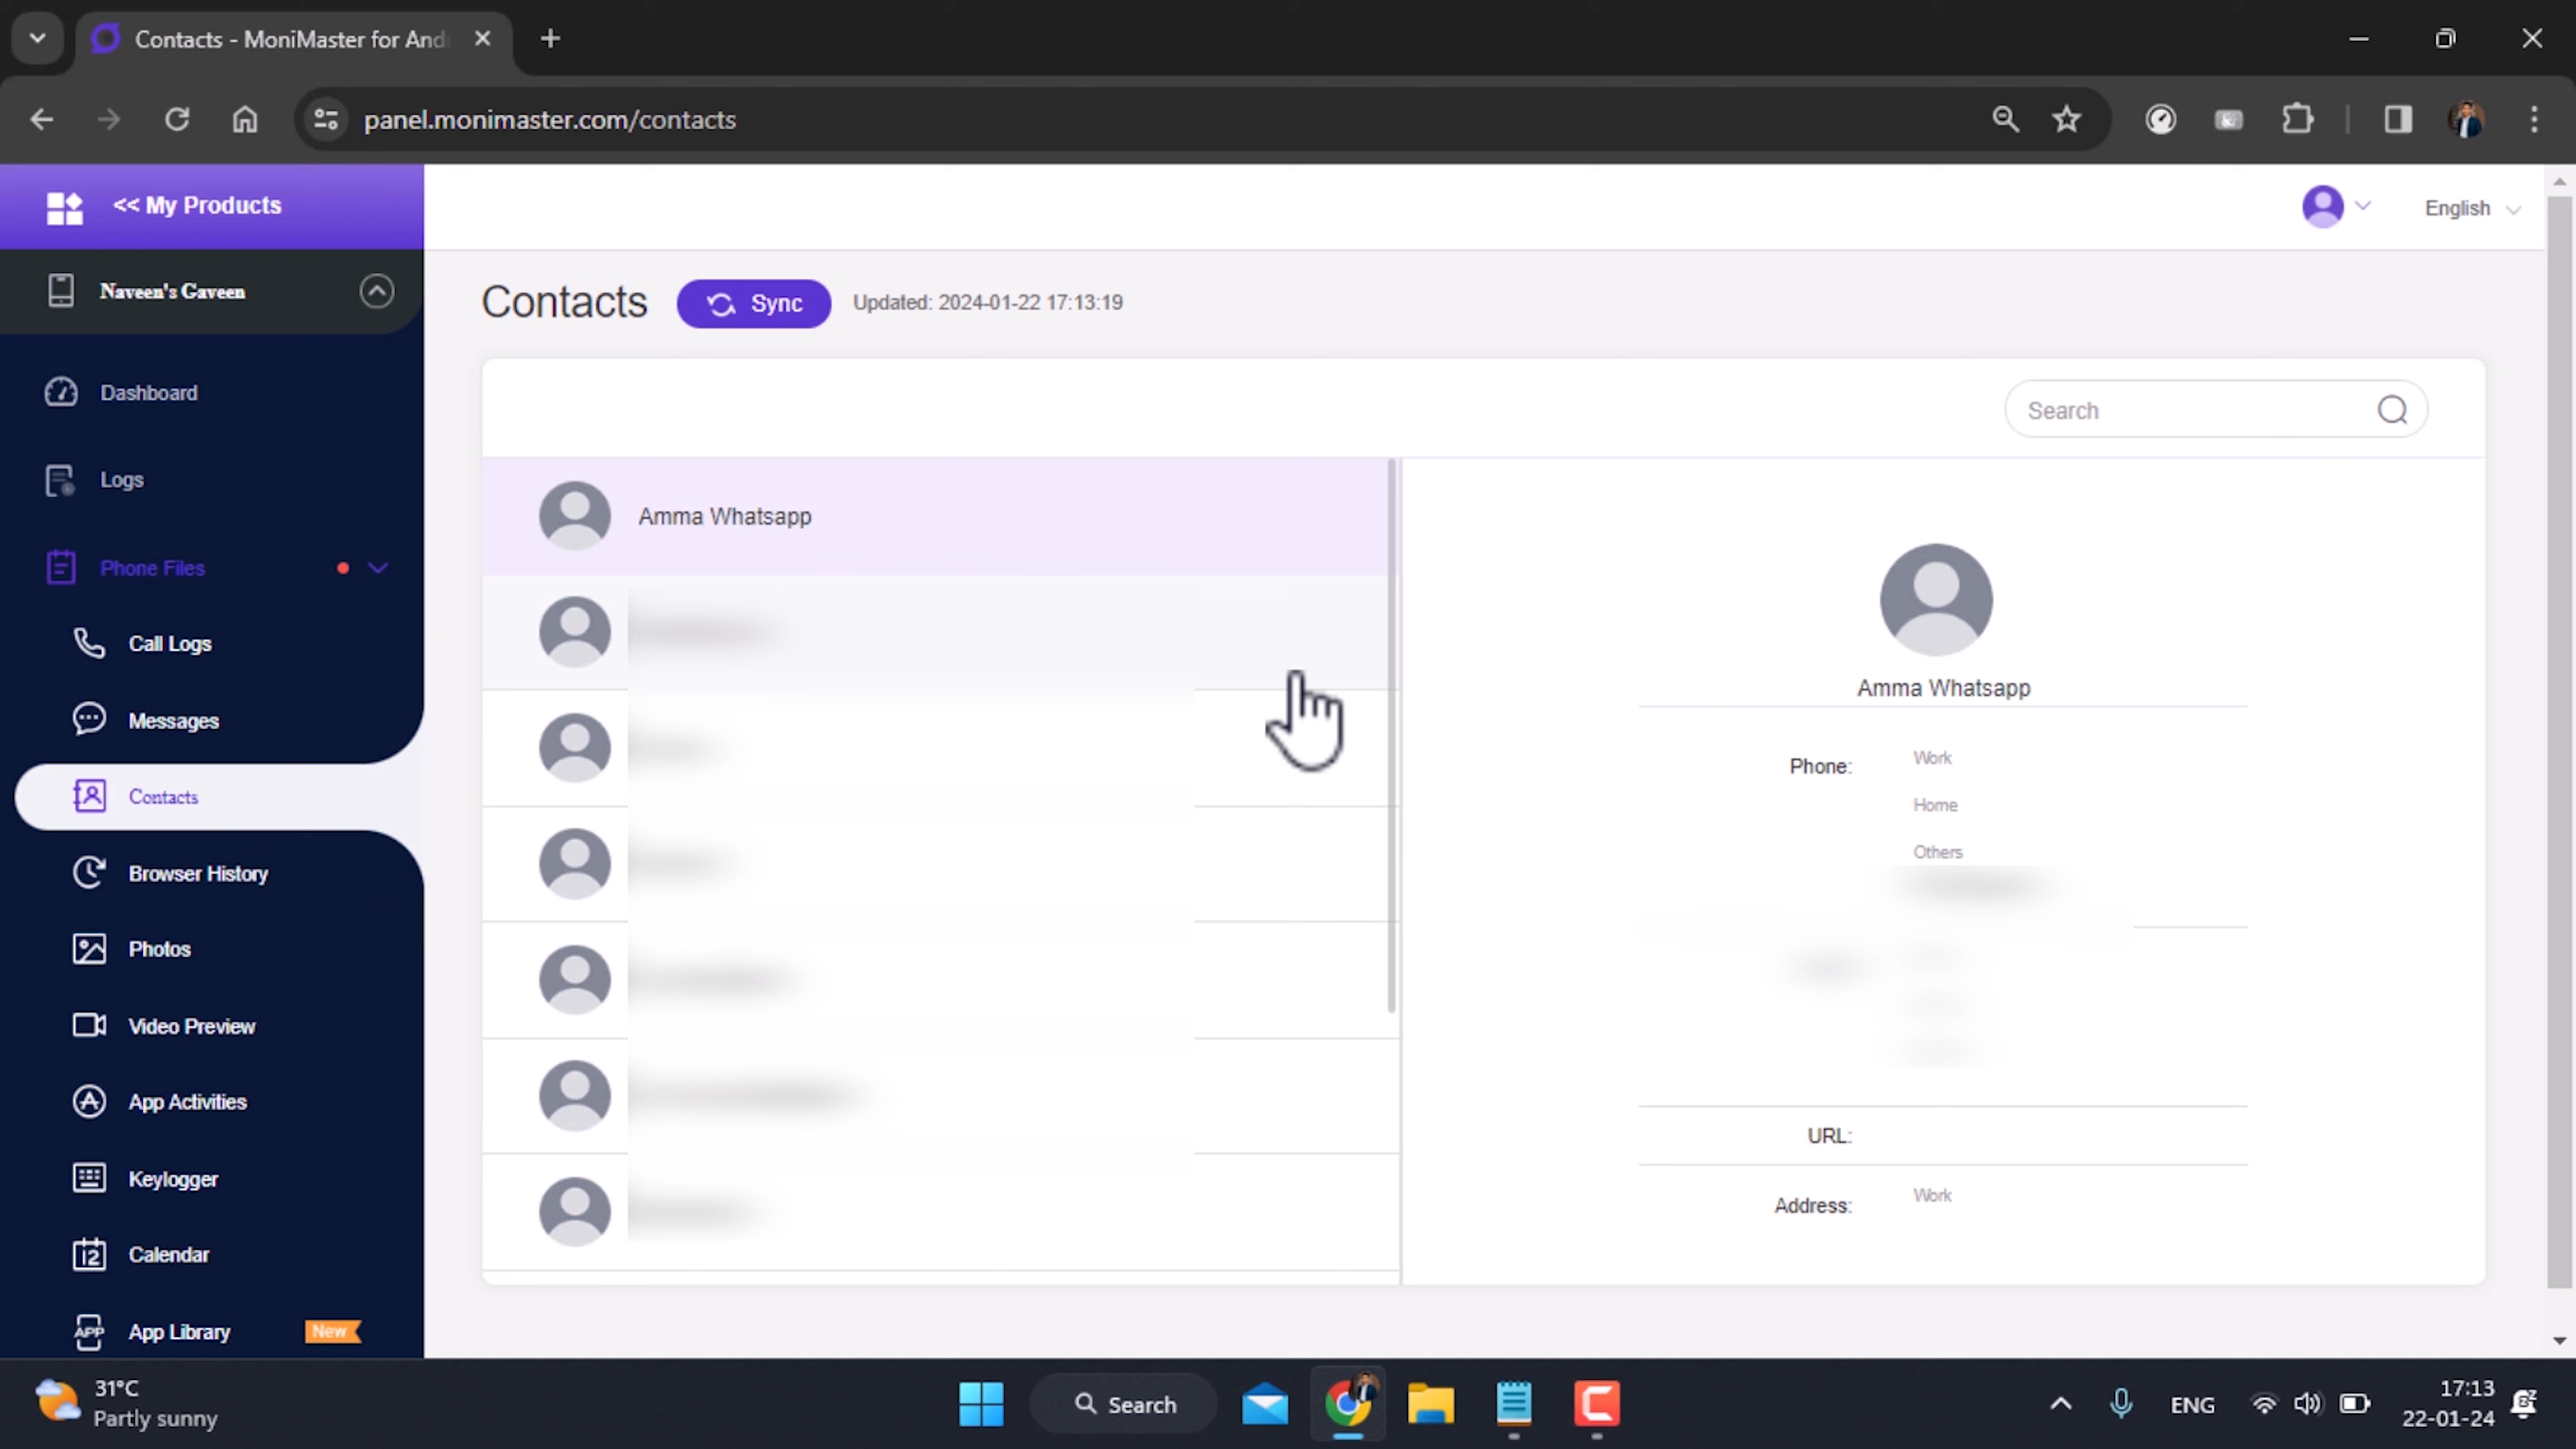 Contacts - MoniMaster for And
panel.monimaster.com/contacts
<< My Products
English
Naveen's Gaveen
Contacts
Sync
Updated: 2024-01-22 17:13:19
Dashboard
Search
Logs
Amma Whatsapp
Phone Files
Call Logs
Amma Whatsapp
Messages
Phone:
Work
Contacts
Home
Others
Browser History
Photos
Video Preview
App Activities
URL:
Keylogger
Address:
Work
12
Calendar
APP
App Library
New
31°C
Partly sunny
Search
ENG
17:13
22-01-24